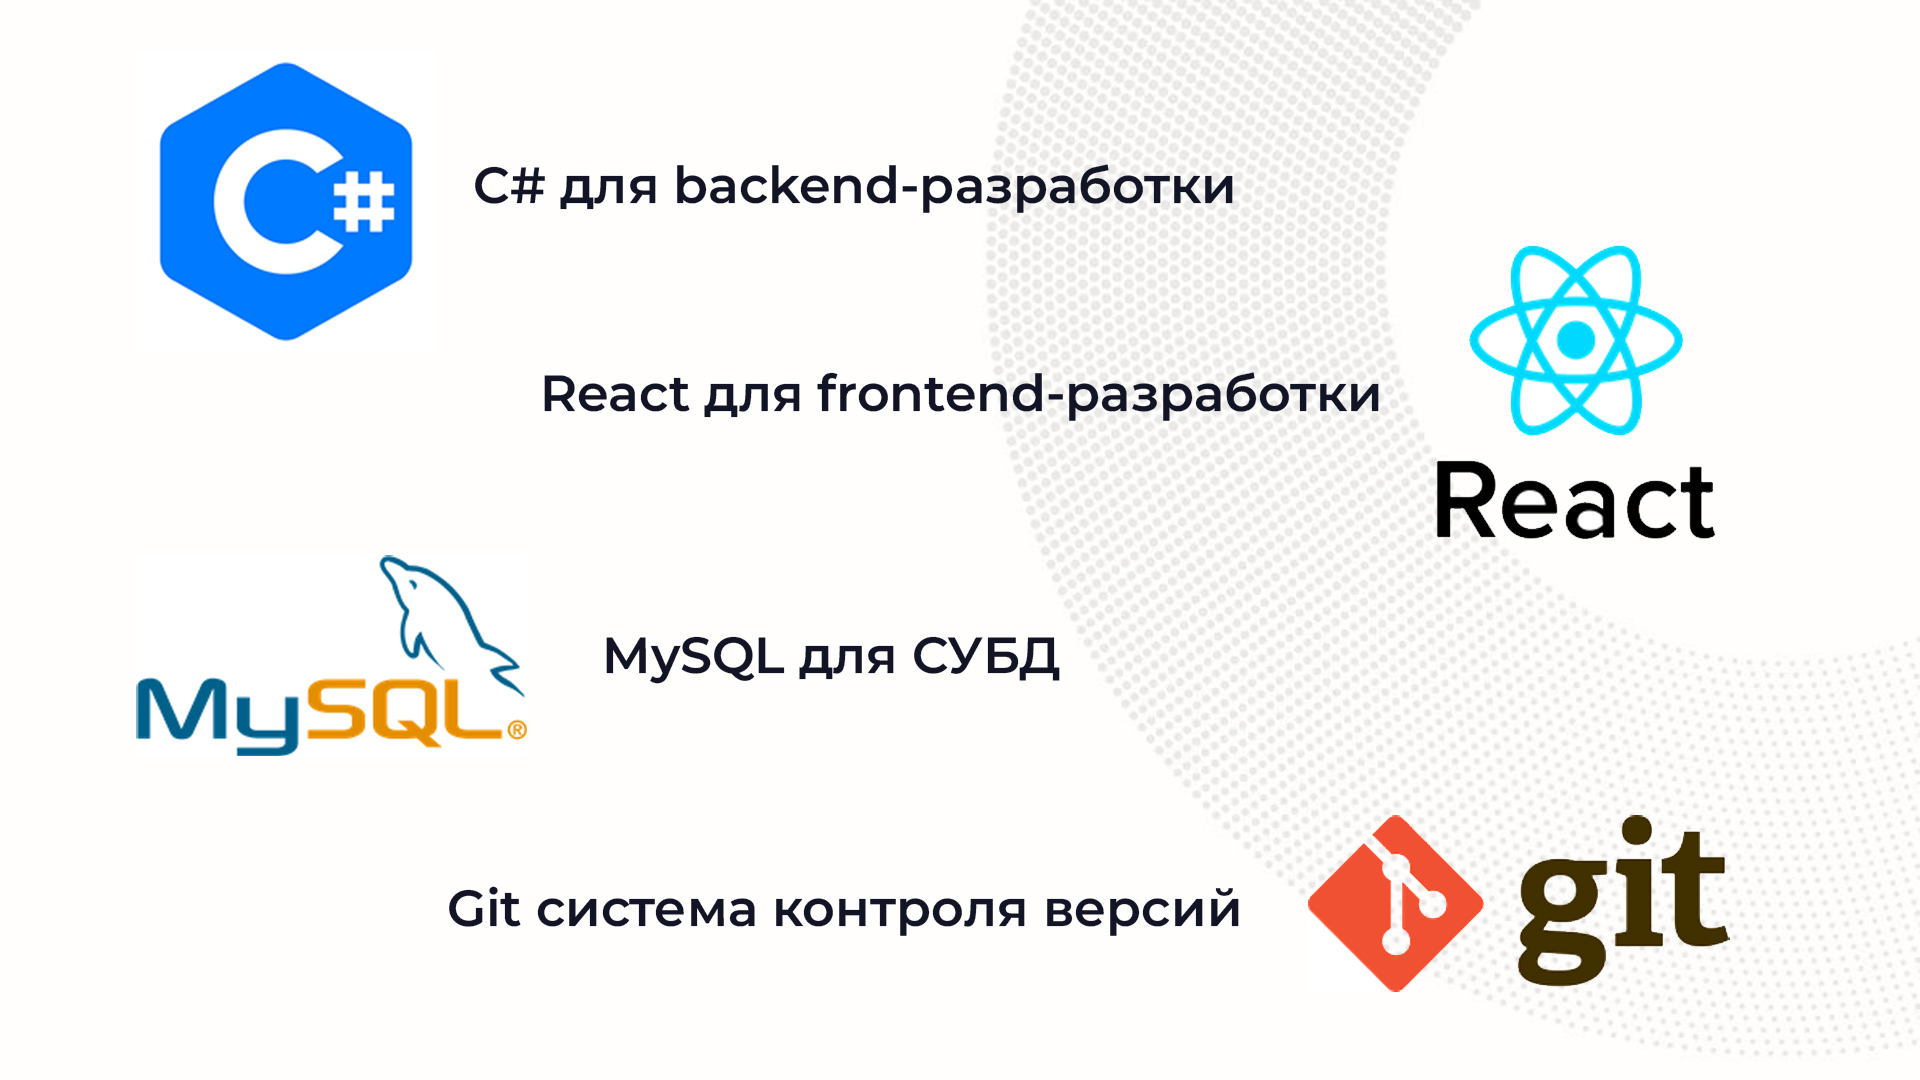 C#
C# для backend-разработки
React для frontend-разработки
React
MySQL®
MySQL для СУБД
Git система контроля версий
git